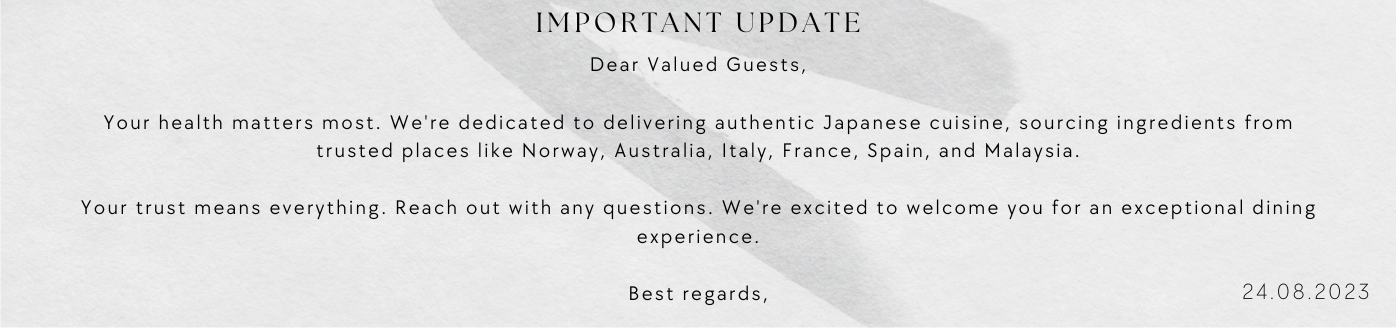 IMPORTANT UPDATE
Dear Valued Guests,
Your health matters most. We're dedicated to delivering authentic Japanese cuisine, sourcing ingredients from
trusted places like Norway, Australia, Italy, France, Spain, and Malaysia.
Your trust means everything. Reach out with any questions. We're excited to welcome you for an exceptional dining
experience.
Best regards,
24.08.2023